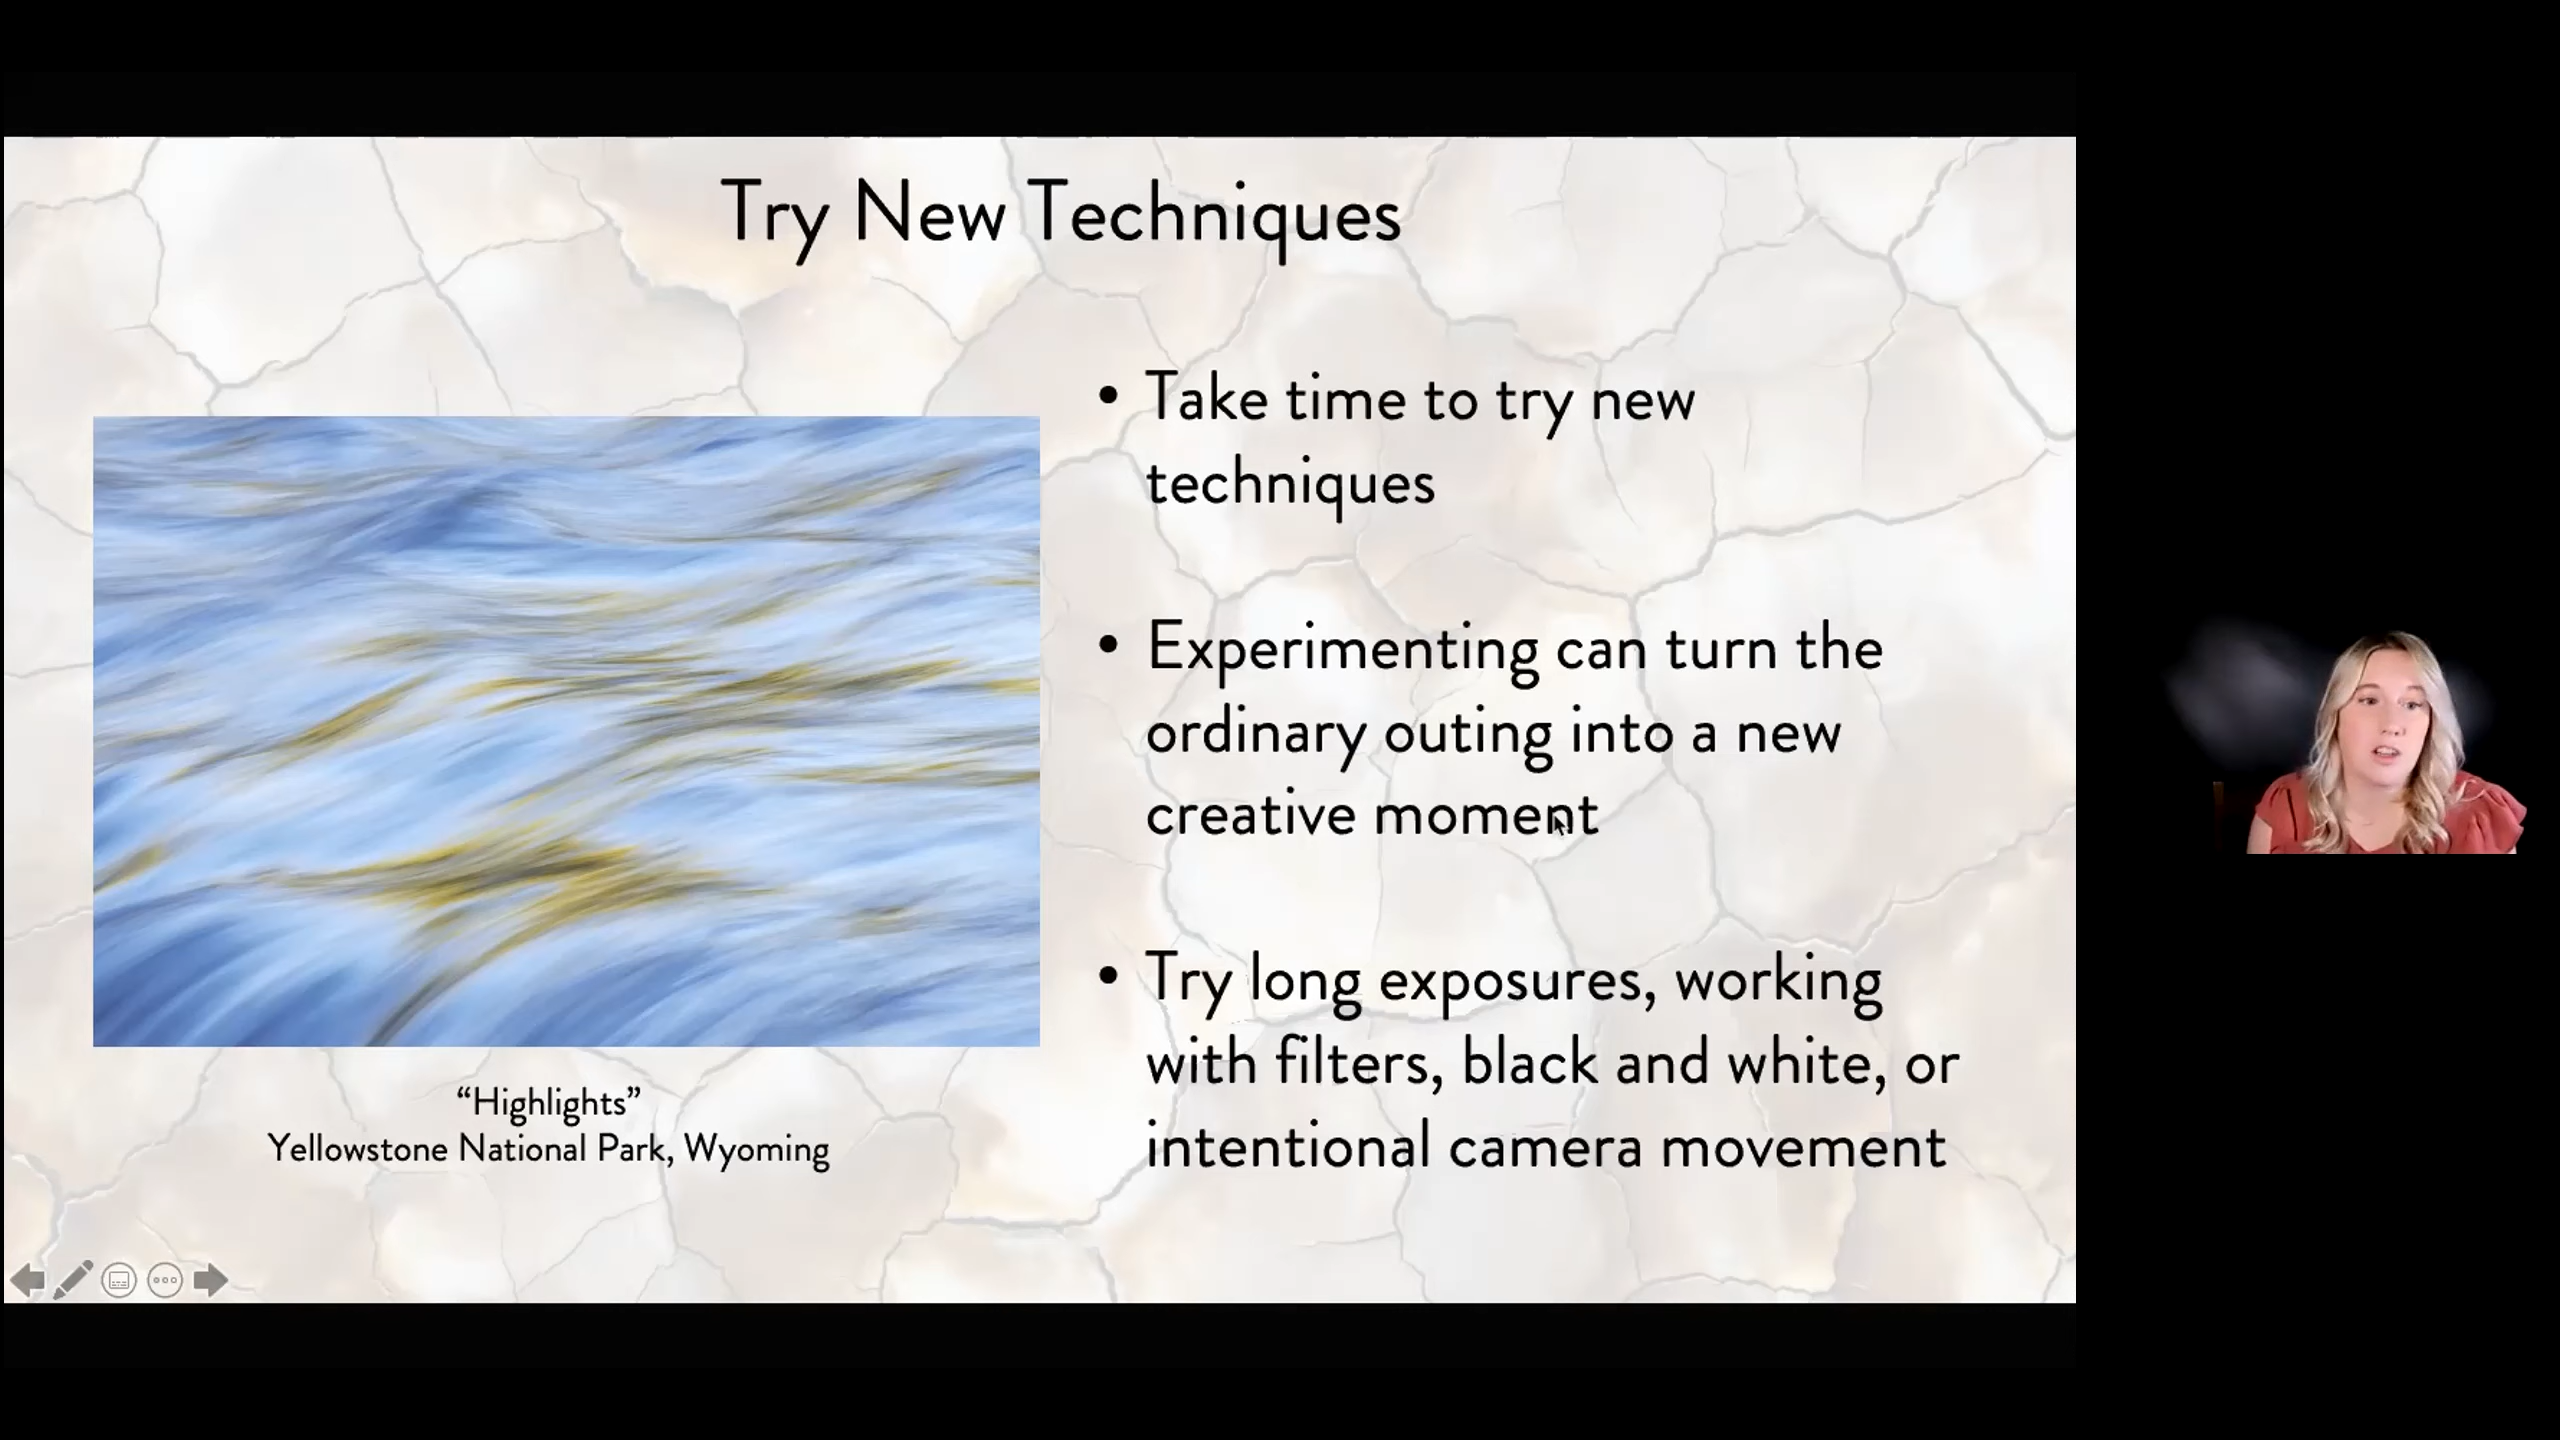 Try New Techniques
• Take time to try new
techniques
• Experimenting can turn the
ordinary outing into a new
creative moment
• Try long exposures, working
with filters, black and white, or
intentional camera movement
“Highlights”
Yellowstone National Park, Wyoming